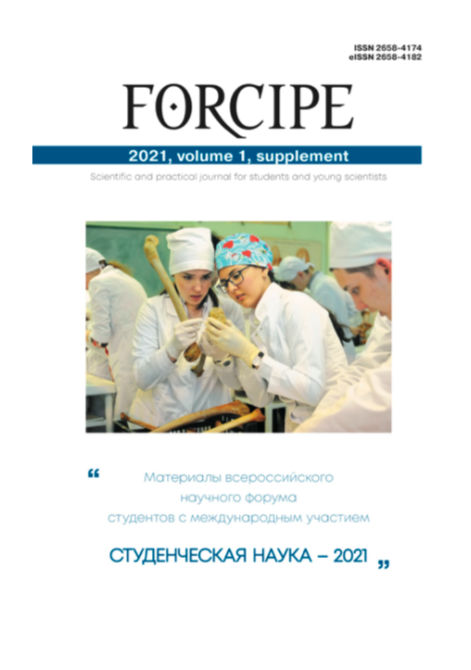 ISSN 2658-4174
eISSN 2658-4182
FORCIPE
2021, volume 1, supplement
Scientific and practical journal for students and young scientists
“
Материалы всероссийского
научного форума
студентов с международным участием
СТУДЕНЧЕСКАЯ НАУКА – 2021
”